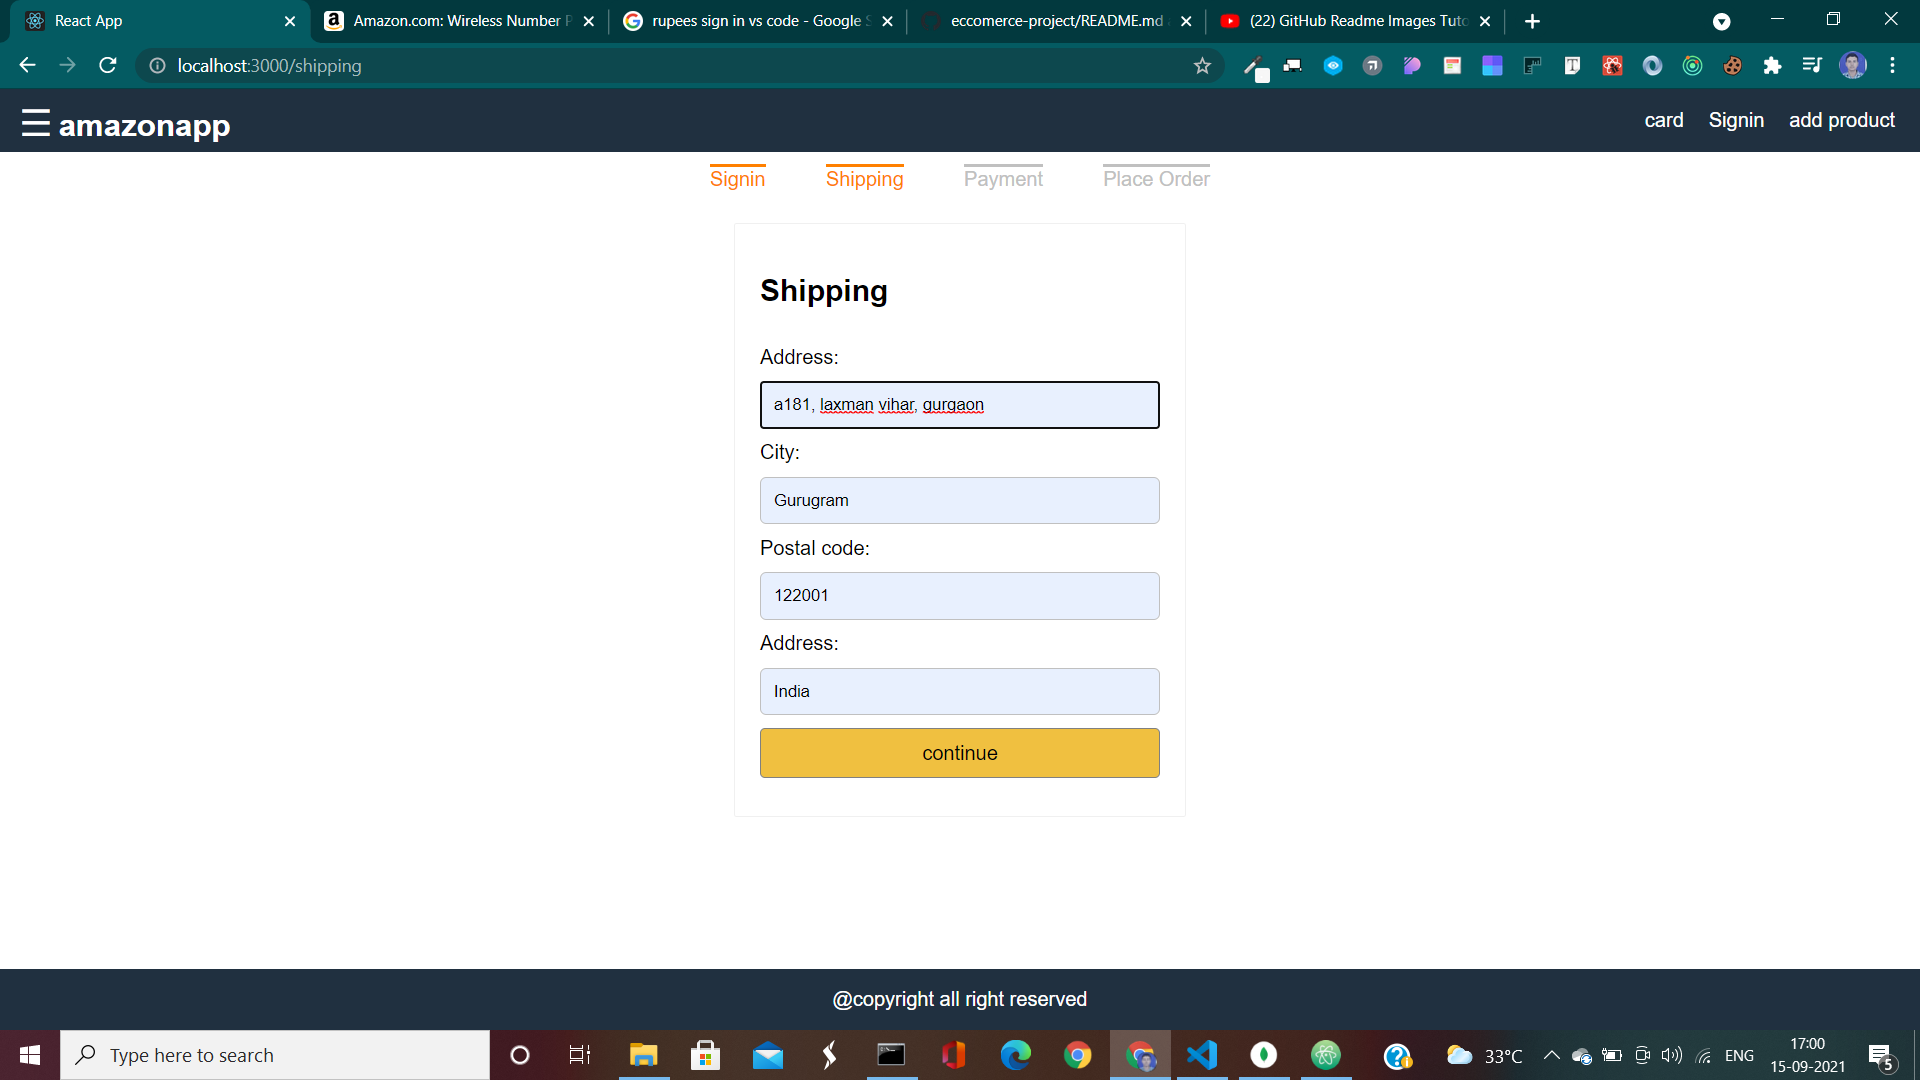 React App
Amazon.com: Wireless Number P
rupees sign in vs code - Google S
eccomerce-project/README.md
(22) GitHub Readme Images Tuto
localhost:3000/shipping
☰ amazonapp
card
Signin
add product
Signin
Shipping
Payment
Place Order
Shipping
Address:
a181, laxman vihar, gurgaon
City:
Gurugram
Postal code:
122001
Address:
India
continue
@copyright all right reserved
Type here to search
33°C
ENG
17:00
15-09-2021
5